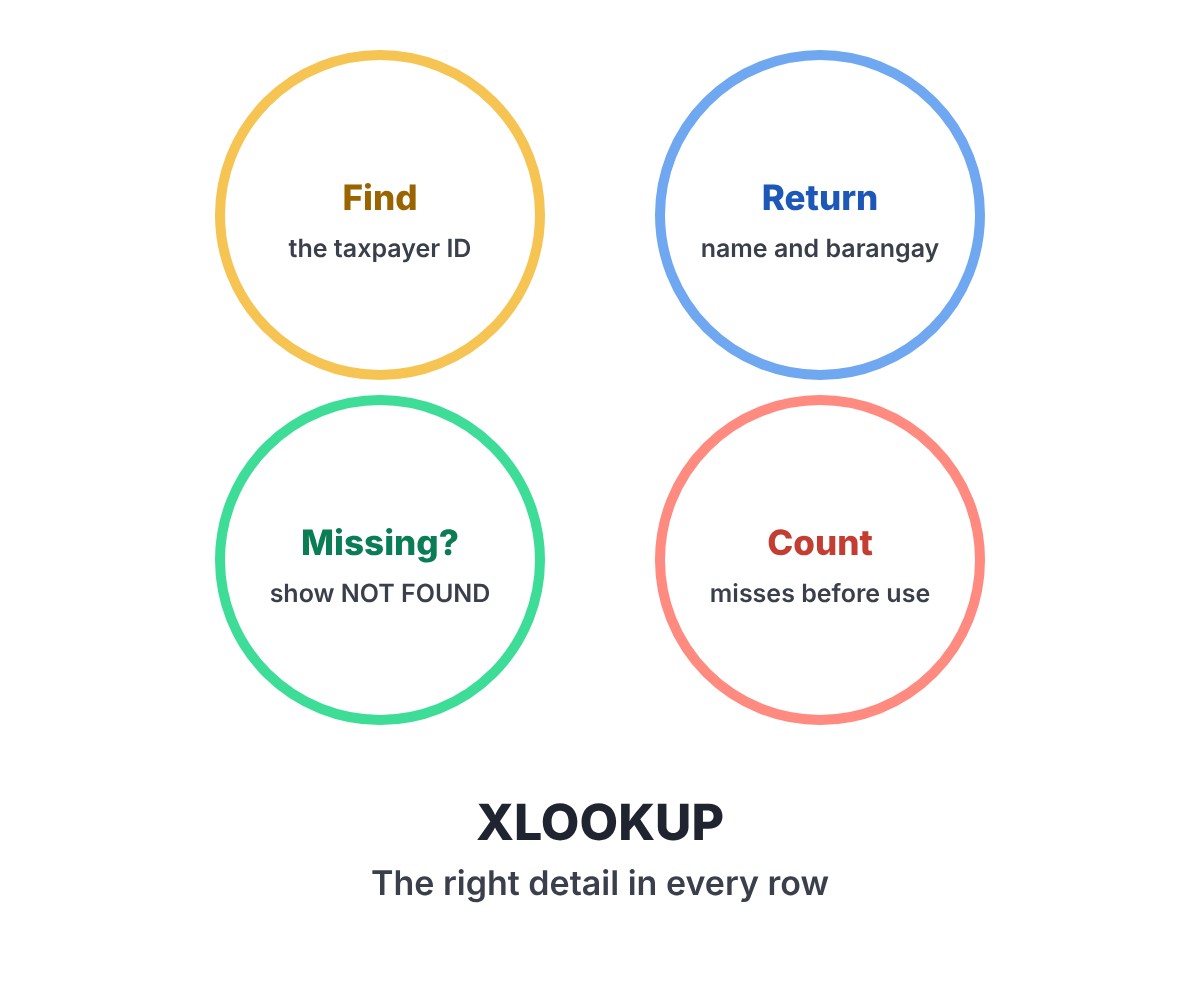 Find
the taxpayer ID
Return
name and barangay
Missing?
show NOT FOUND
Count
misses before use
XLOOKUP
The right detail in every row